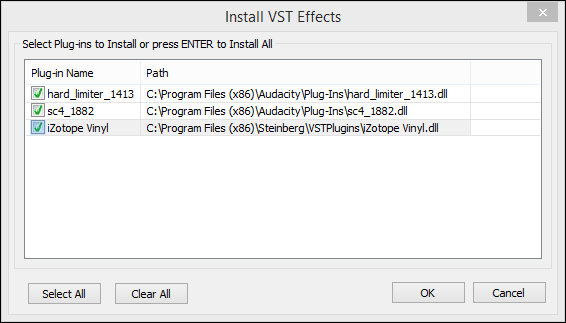 Install VST Effects
Select Plug-ins to Install or press ENTER to Install All
Plug-in Name Path
hard_limiter_1413 C:\Program Files (x86)\Audacity\Plug-Ins\hard_limiter_1413.dll
sc4_1882 C:\Program Files (x86)\Audacity\Plug-Ins\sc4_1882.dll
iZotope Vinyl C:\Program Files (x86)\Steinberg\VSTPlugins\iZotope Vinyl.dll
Select All Clear All OK Cancel